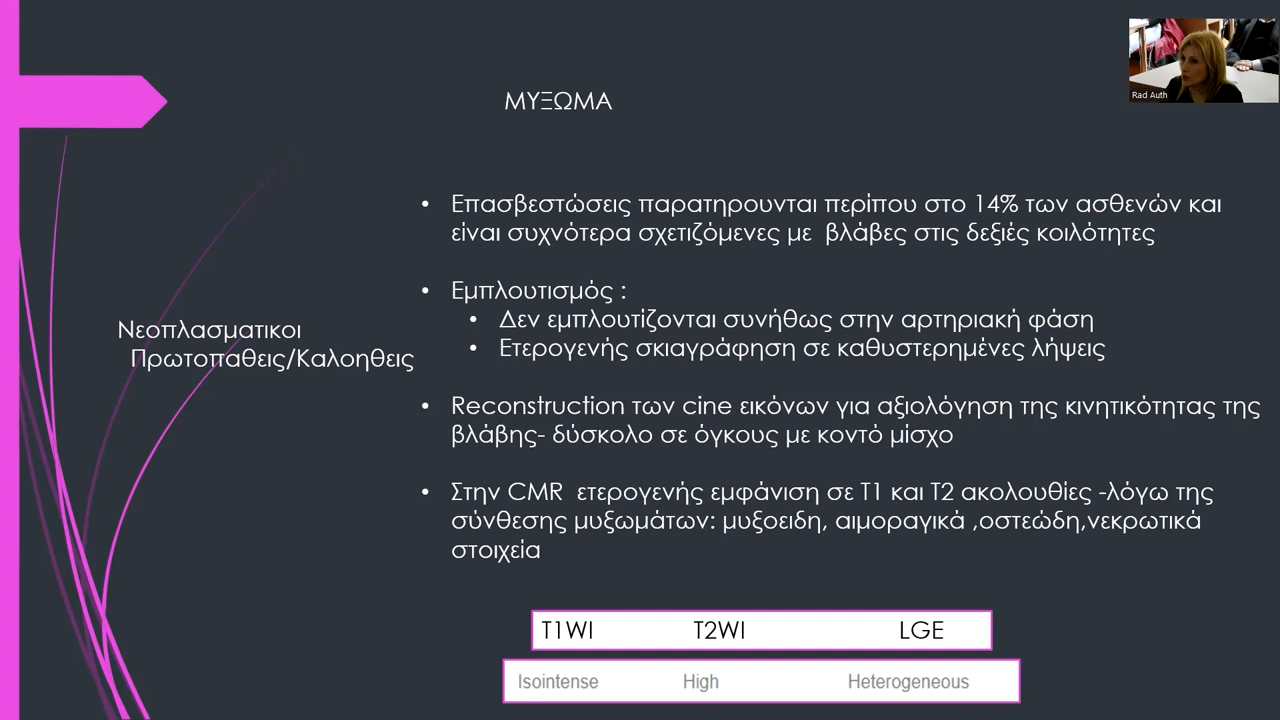 Rad Auth
ΜΥΞΩΜΑ
Νεοπλασματικοι
Πρωτοπαθεις/Καλοηθεις
• Επασβεστώσεις παρατηρουνται περίπου στο 14% των ασθενών και
είναι συχνότερα σχετιζόμενες με βλάβες στις δεξιές κοιλότητες
• Εμπλουτισμός :
• Δεν εμπλουτίζονται συνήθως στην αρτηριακή φάση
• Ετερογενής σκιαγράφηση σε καθυστερημένες λήψεις
• Reconstruction των cine εικόνων για αξιολόγηση της κινητικότητας της
βλάβης- δύσκολο σε όγκους με κοντό μίσχο
• Στην CMR ετερογενής εμφάνιση σε Τ1 και Τ2 ακολουθίες -λόγω της
σύνθεσης μυξωμάτων: μυξοειδη, αιμοραγικά ,οστεώδη,νεκρωτικά
στοιχεία
T1WI T2WI LGE
Isointense High Heterogeneous